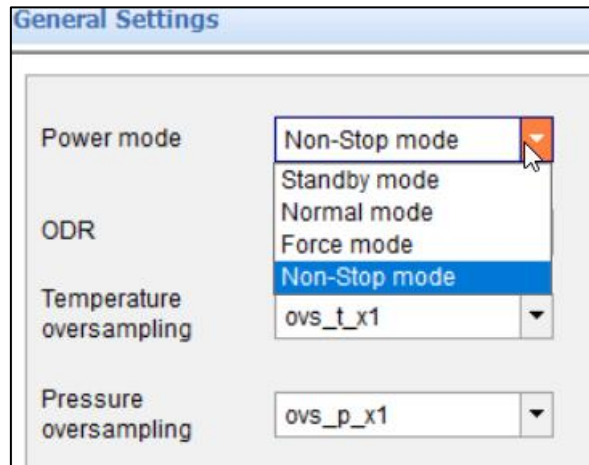 General Settings
Power mode
Non-Stop mode
Standby mode
Normal mode
Force mode
Non-Stop mode
ODR
Temperature
oversampling
ovs_t_x1
Pressure
oversampling
ovs_p_x1